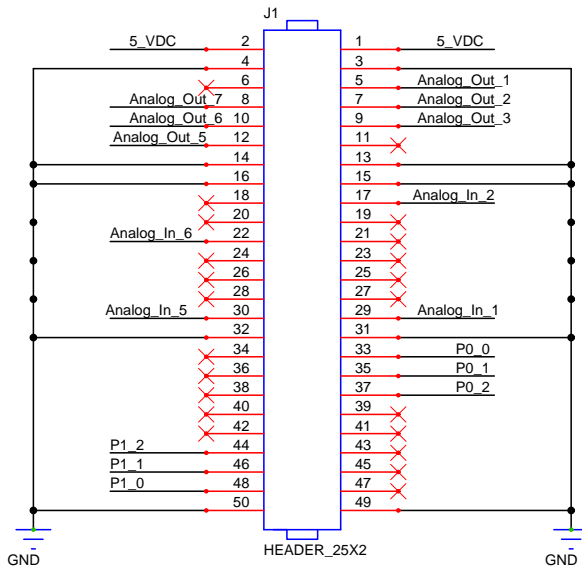 J1
5_VDC 2 1 5_VDC
4 3
6 5 Analog_Out_1
Analog_Out_7 8 7 Analog_Out_2
Analog_Out_6 10 9 Analog_Out_3
Analog_Out_5 12 11
14 13
16 15
18 17 Analog_In_2
20 19
Analog_In_6 22 21
24 23
26 25
28 27
Analog_In_5 30 29 Analog_In_1
32 31
34 33 P0_0
36 35 P0_1
38 37 P0_2
40 39
42 41
P1_2 44 43
P1_1 46 45
P1_0 48 47
50 49
HEADER_25X2
GND GND